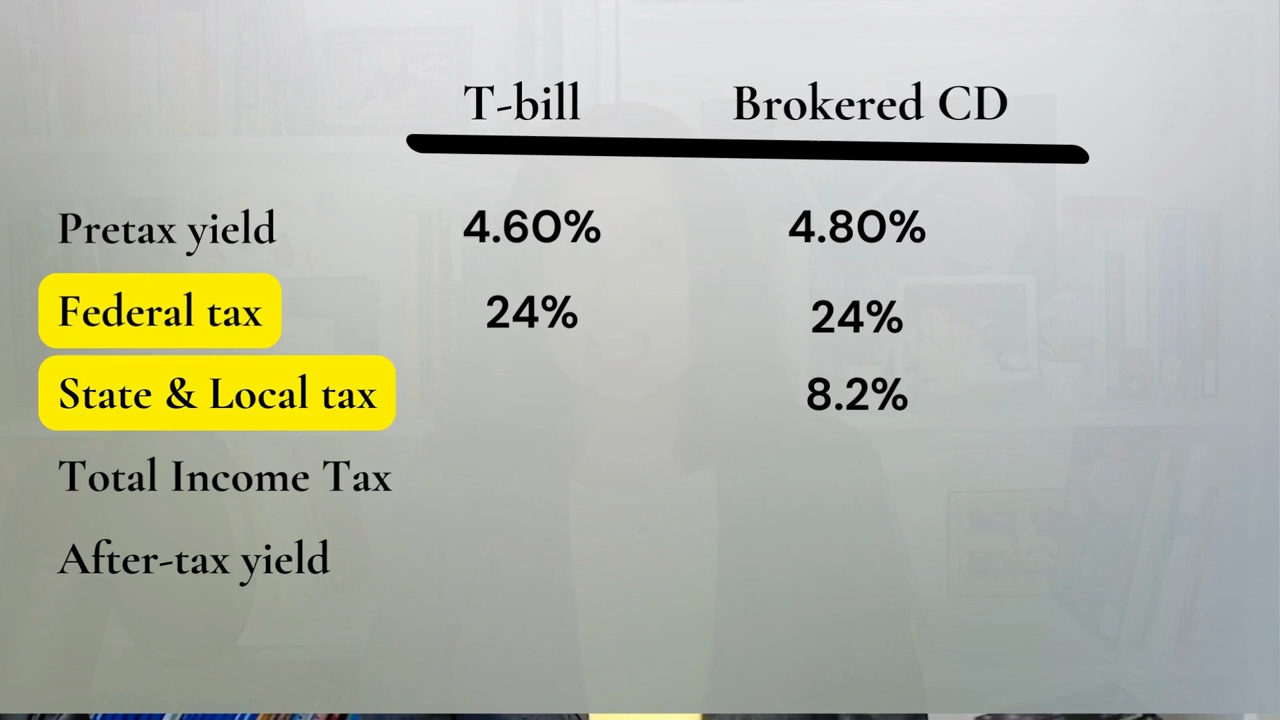 T-bill Brokered CD
Pretax yield 4.60% 4.80%
Federal tax 24% 24%
State & Local tax 8.2%
Total Income Tax
After-tax yield